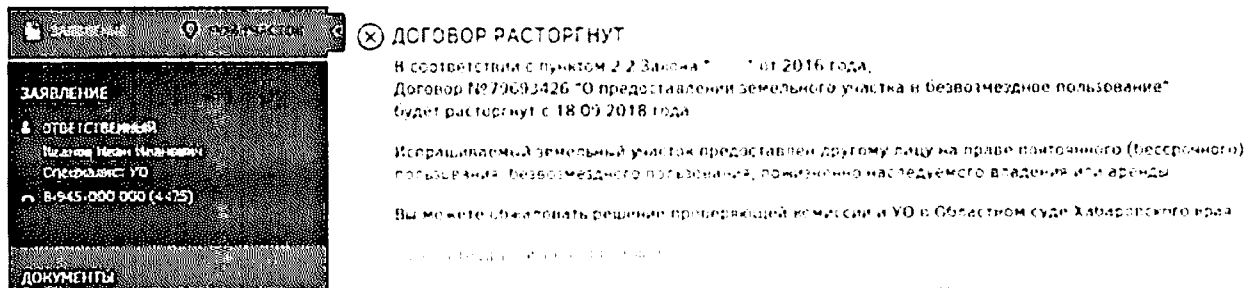 ЗАЯВЛЕНИЕ
ДОГОВОР РАСТОРГНУТ
В соответствии с пунктом 2.2 Закона " " от 2016 года,
Договор №79693426 "О предоставлении земельного участка в безвозмездное пользование"
будет расторгнут с 18.09.2018 года
Испрашиваемый земельный участок предоставлен другому лицу на праве постоянного (бессрочного)
пользования, безвозмездного пользования, пожизненно наследуемого владения или аренды
Вы можете обжаловать решение проверяющей комиссии и УО в Областном суде Хабаровского края
ЗАЯВЛЕНИЕ
ОТВЕТСТВЕННЫЙ
Иванов Иван Иванович
Специалист УО
8-945-000 000 (4475)
ДОКУМЕНТЫ